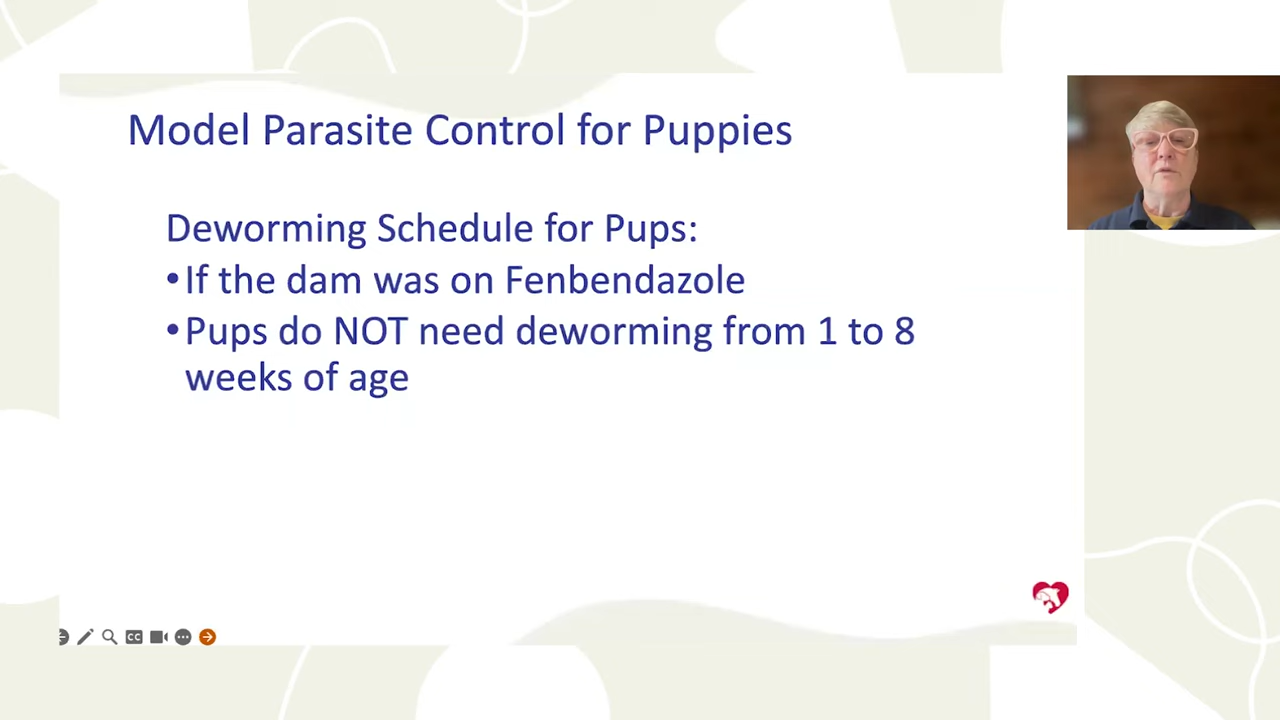 Model Parasite Control for Puppies
Deworming Schedule for Pups:
•If the dam was on Fenbendazole
•Pups do NOT need deworming from 1 to 8
weeks of age
CC